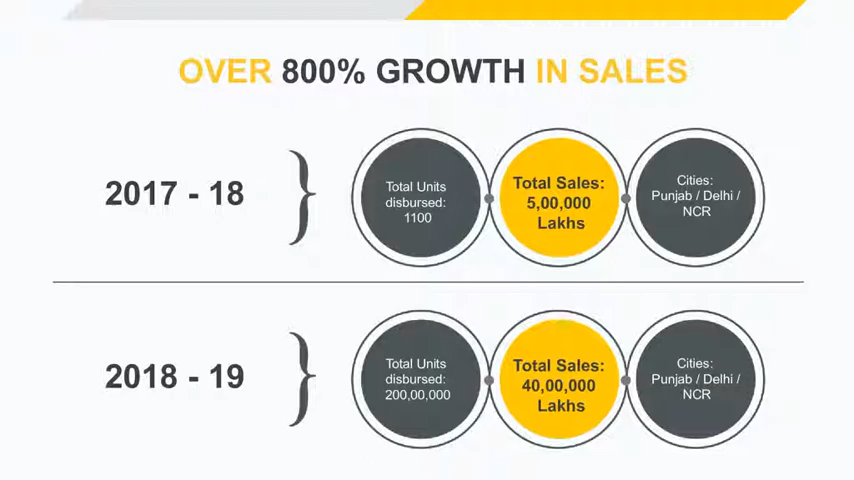 OVER 800% GROWTH IN SALES
2017 - 18
Total Units
disbursed:
1100
Total Sales:
5,00,000
Lakhs
Cities:
Punjab / Delhi /
NCR
2018 - 19
Total Units
disbursed:
200,00,000
Total Sales:
40,00,000
Lakhs
Cities:
Punjab / Delhi /
NCR